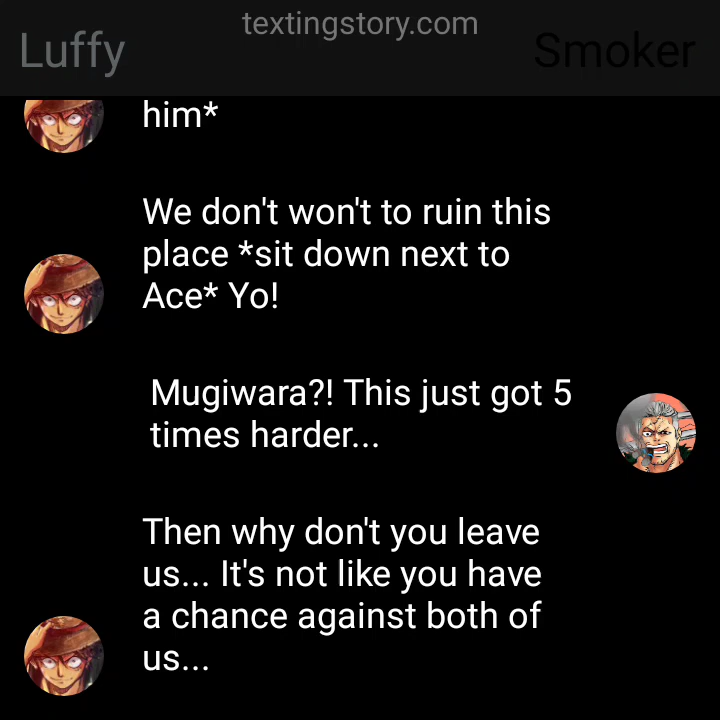 textingstory.com
Luffy
Smoker
him*
We don't won't to ruin this
place *sit down next to
Ace* Yo!
Mugiwara?! This just got 5
times harder...
Then why don't you leave
us... It's not like you have
a chance against both of
us...